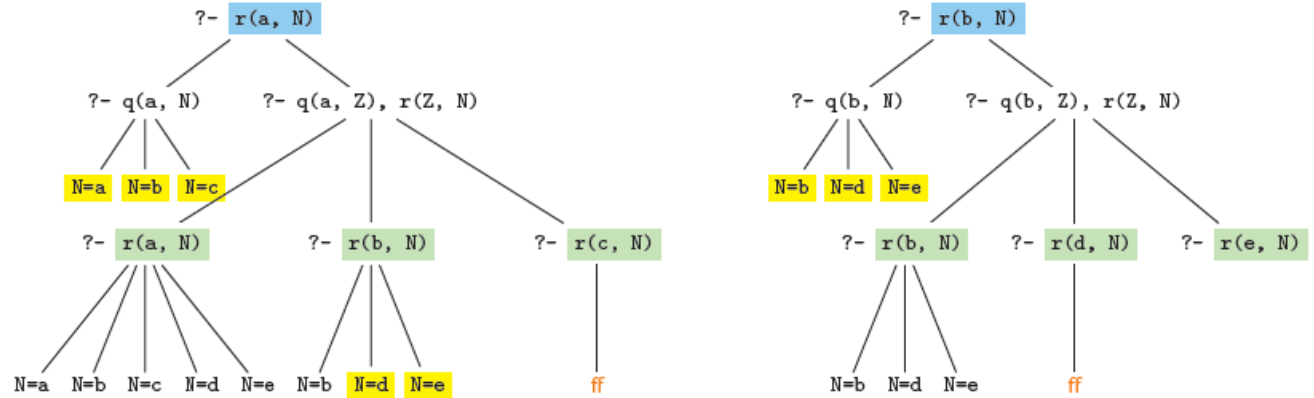 ?- r(a, N)
?- r(b, N)
?- q(a, N)
?- q(a, Z), r(Z, N)
?- q(b, N)
?- q(b, Z), r(Z, N)
N=a N=b N=c
N=b N=d N=e
?- r(a, N)
?- r(b, N)
?- r(c, N)
?- r(b, N)
?- r(d, N)
?- r(e, N)
N=a N=b N=c N=d N=e
N=b N=d N=e
ff
N=b N=d N=e
ff